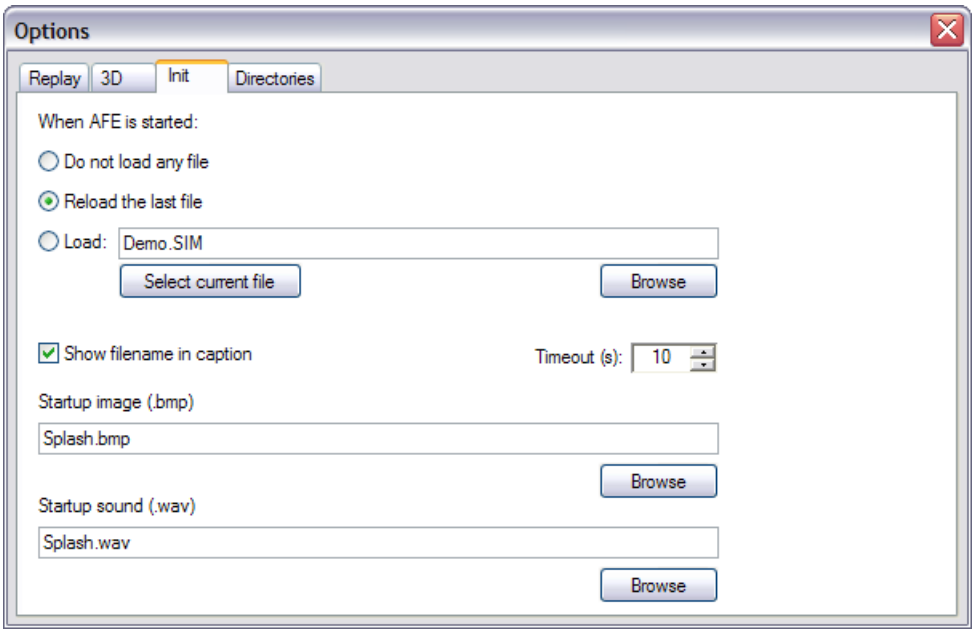 Options
Replay 3D Init Directories
When AFE is started:
Do not load any file
Reload the last file
Load: Demo.SIM
Select current file Browse
Show filename in caption Timeout (s): 10
Startup image (.bmp)
Splash.bmp
Browse
Startup sound (.wav)
Splash.wav
Browse